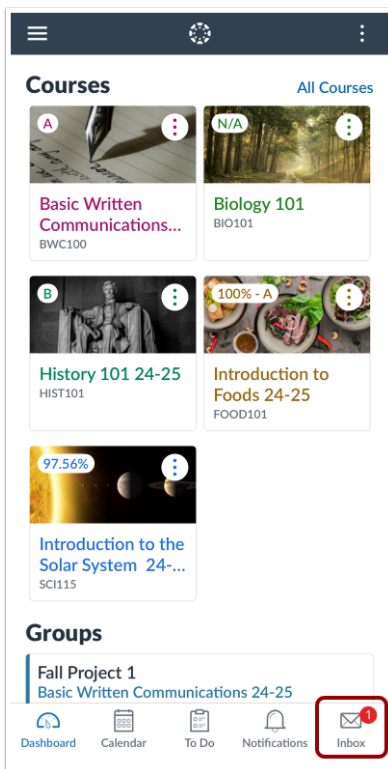 Courses
All Courses
A
N/A
Basic Written
Communications...
BWC100
Biology 101
BIO101
B
100% - A
History 101 24-25
HIST101
Introduction to
Foods 24-25
FOOD101
97.56%
Introduction to the
Solar System 24-...
SCI115
Groups
Fall Project 1
Basic Written Communications 24-25
1
Dashboard
Calendar
To Do
Notifications
Inbox